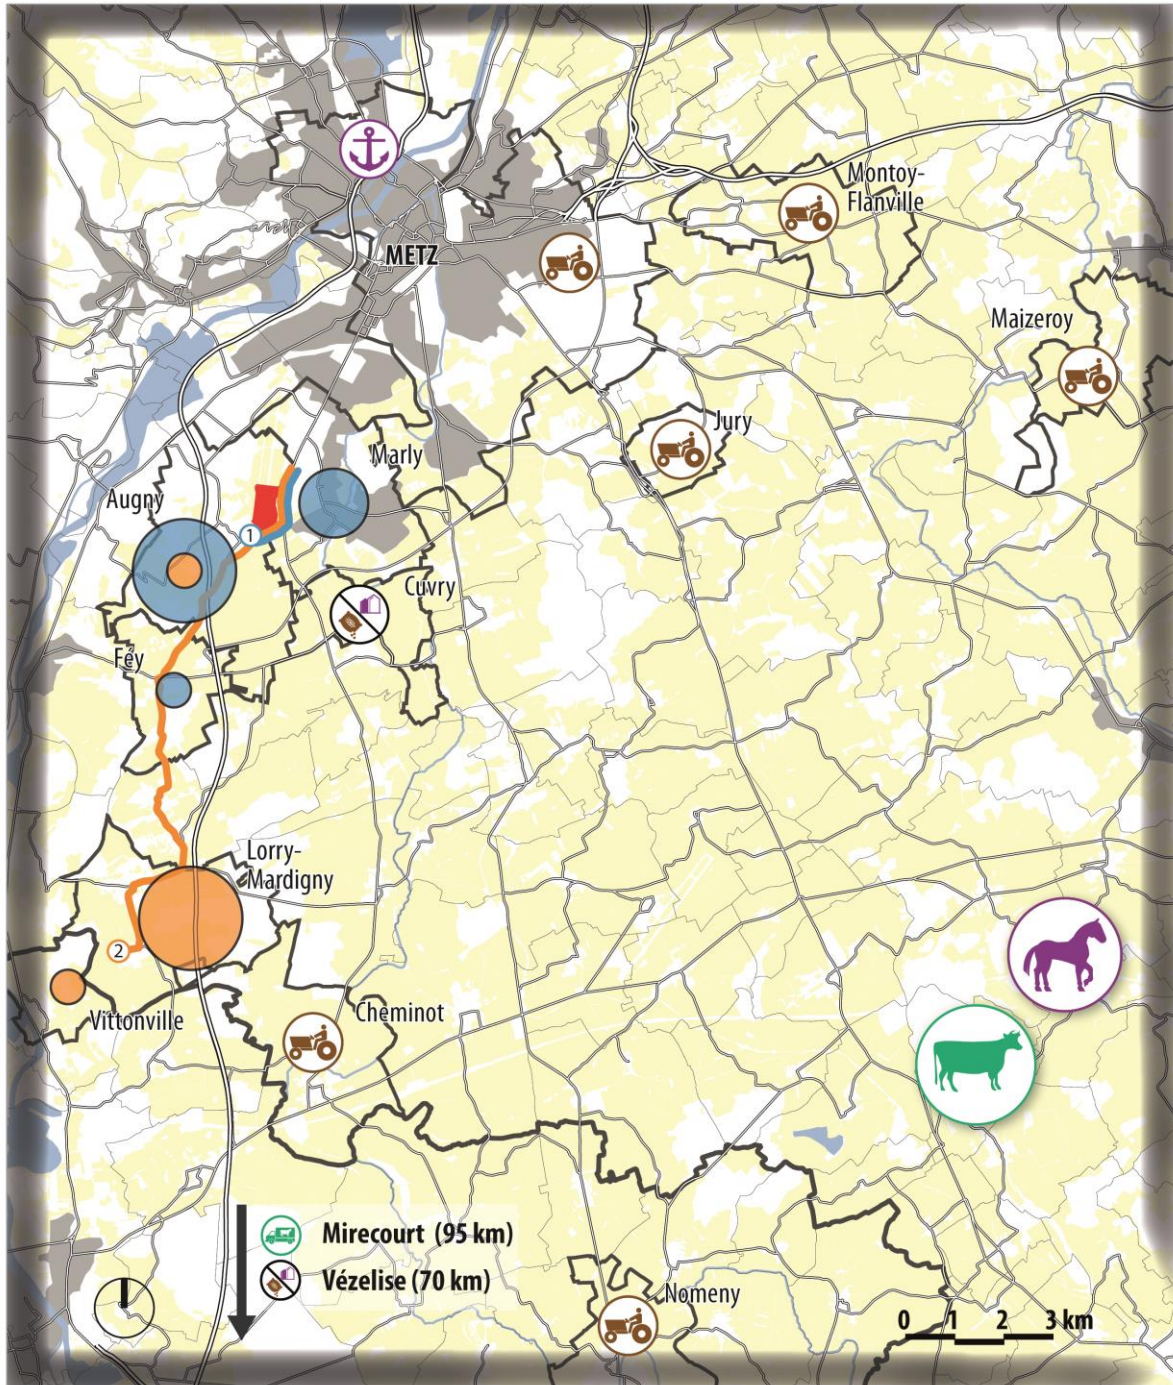 Montoy-
Flanville
METZ
Maizeroy
Jury
Marly
Augny
1
Cuvry
Féy
Lorry-
Mardigny
2
Vittonville
Cheminot
Mirecourt (95 km)
Vézelise (70 km)
Nomeny
0 1 2 3 km